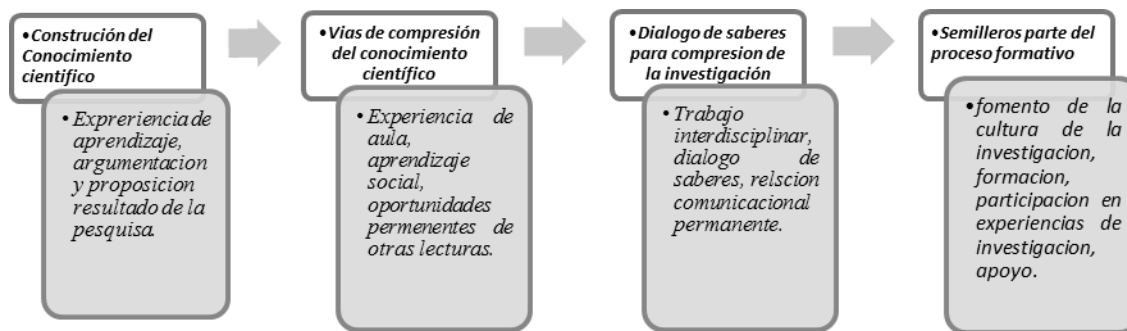 •Construción del
Conocimiento
científico
• Expreriencia de
aprendizaje,
argumentacion
y proposicion
resultado de la
pesquisa.
•Vias de compresión
del conocimiento
científico
• Experiencia de
aula,
aprendizaje
social,
oportunidades
permenentes de
otras lecturas.
•Dialogo de saberes
para compresion de
la investigación
• Trabajo
interdisciplinar,
dialogo de
saberes, relscion
comunicacional
permanente.
•Semilleros parte del
proceso formativo
•fomento de la
cultura de la
investigacion,
formacion,
participacion en
experiencias de
investigacion,
apoyo.